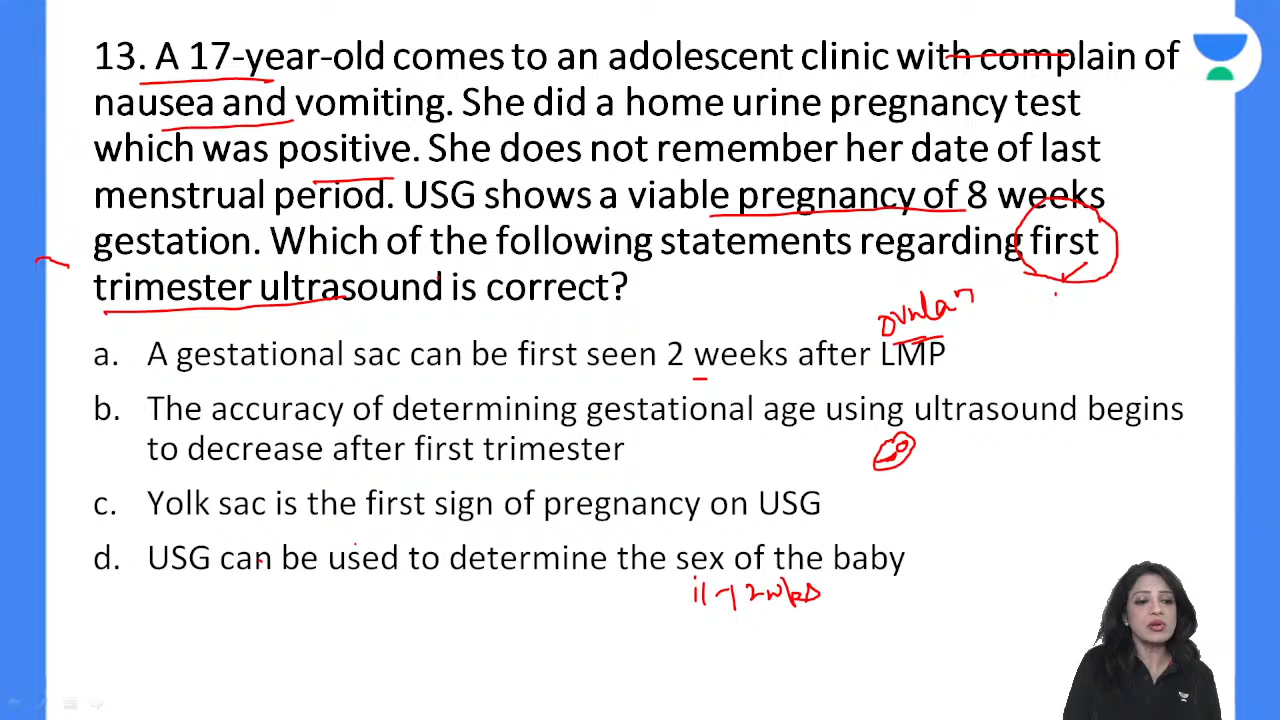 13. A 17-year-old comes to an adolescent clinic with complain of
nausea and vomiting. She did a home urine pregnancy test
which was positive. She does not remember her date of last
menstrual period. USG shows a viable pregnancy of 8 weeks
gestation. Which of the following statements regarding first
trimester ultrasound is correct?
a. A gestational sac can be first seen 2 weeks after LMP
b. The accuracy of determining gestational age using ultrasound begins
to decrease after first trimester
c. Yolk sac is the first sign of pregnancy on USG
d. USG can be used to determine the sex of the baby